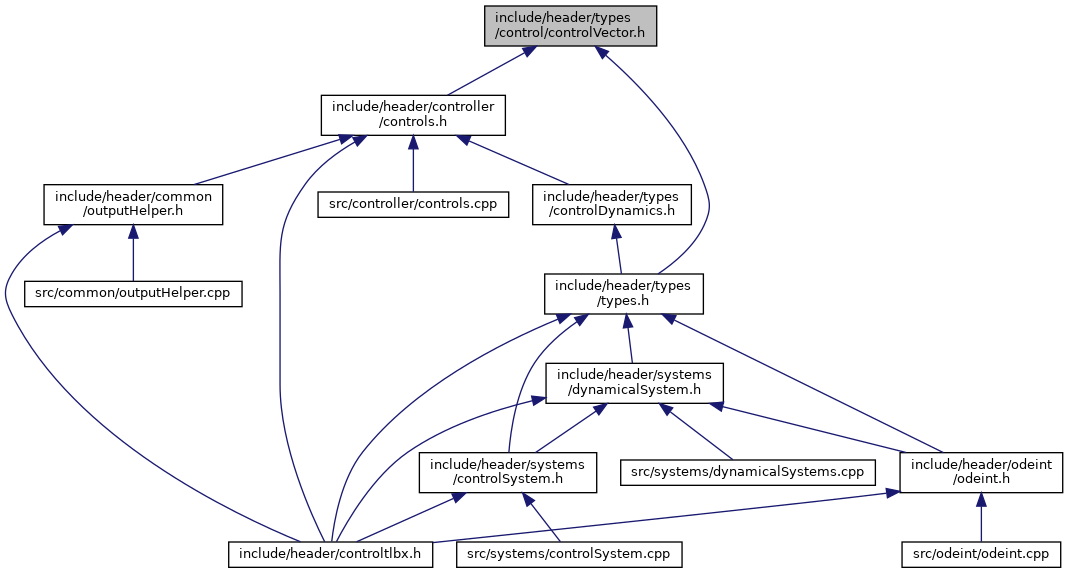 include/header/types
/control/controlVector.h
include/header/controller
/controls.h
include/header/common
/outputHelper.h
src/controller/controls.cpp
include/header/types
/controlDynamics.h
src/common/outputHelper.cpp
include/header/types
/types.h
include/header/systems
/dynamicalSystem.h
include/header/systems
/controlSystem.h
src/systems/dynamicalSystems.cpp
include/header/odeint
/odeint.h
include/header/controltlbx.h
src/systems/controlSystem.cpp
src/odeint/odeint.cpp